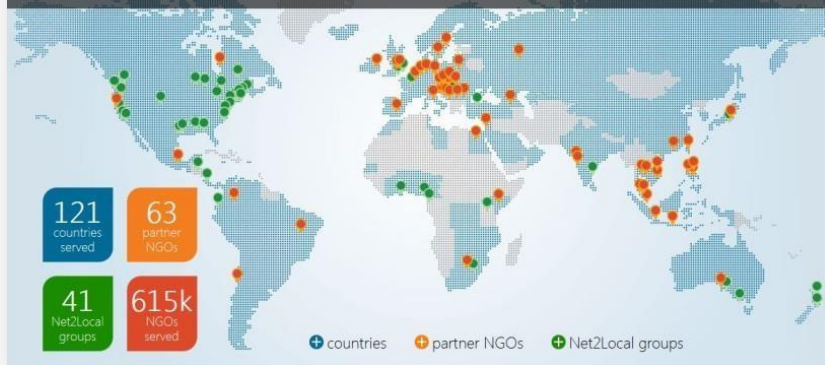 121
countries
served
63
partner
NGOs
41
Net2Local
groups
615k
NGOs
served
countries
partner NGOs
Net2Local groups